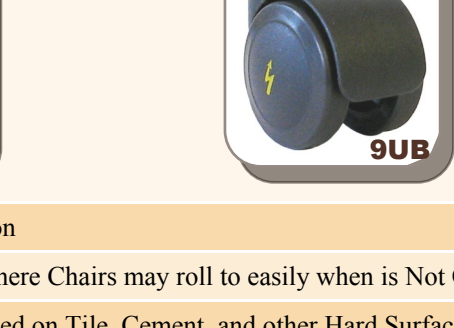 9UB
on
here Chairs may roll to easily when is Not
ed on Tile, Cement, and other Hard Surfac